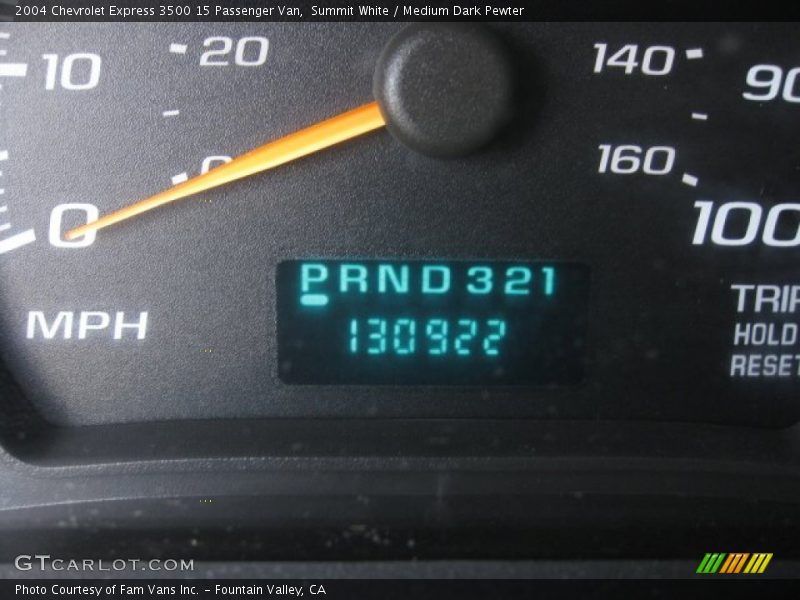 2004 Chevrolet Express 3500 15 Passenger Van, Summit White / Medium Dark Pewter
20 140
10 90
0 160
0 100
PRND321
130922
MPH
TRIP
HOLD
RESET
GTCARLOT.COM
Photo Courtesy of Fam Vans Inc. – Fountain Valley, CA